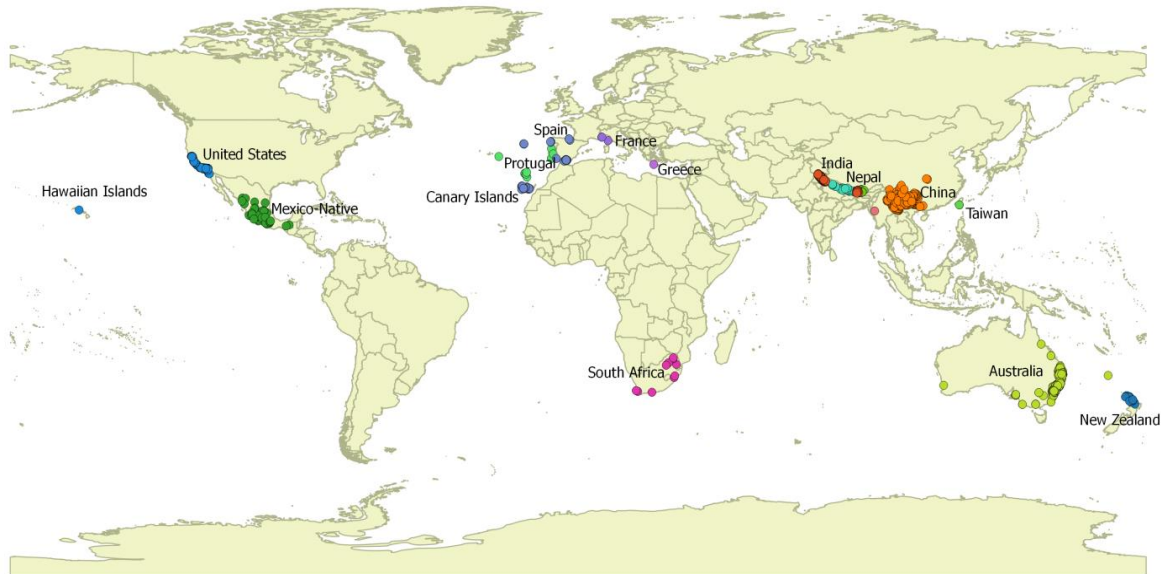 Spain
France
United States
Protugal
Greece
India
Nepal
Hawaiian Islands
Canary Islands
China
Mexico-Native
Taiwan
South Africa
Australia
New Zealand